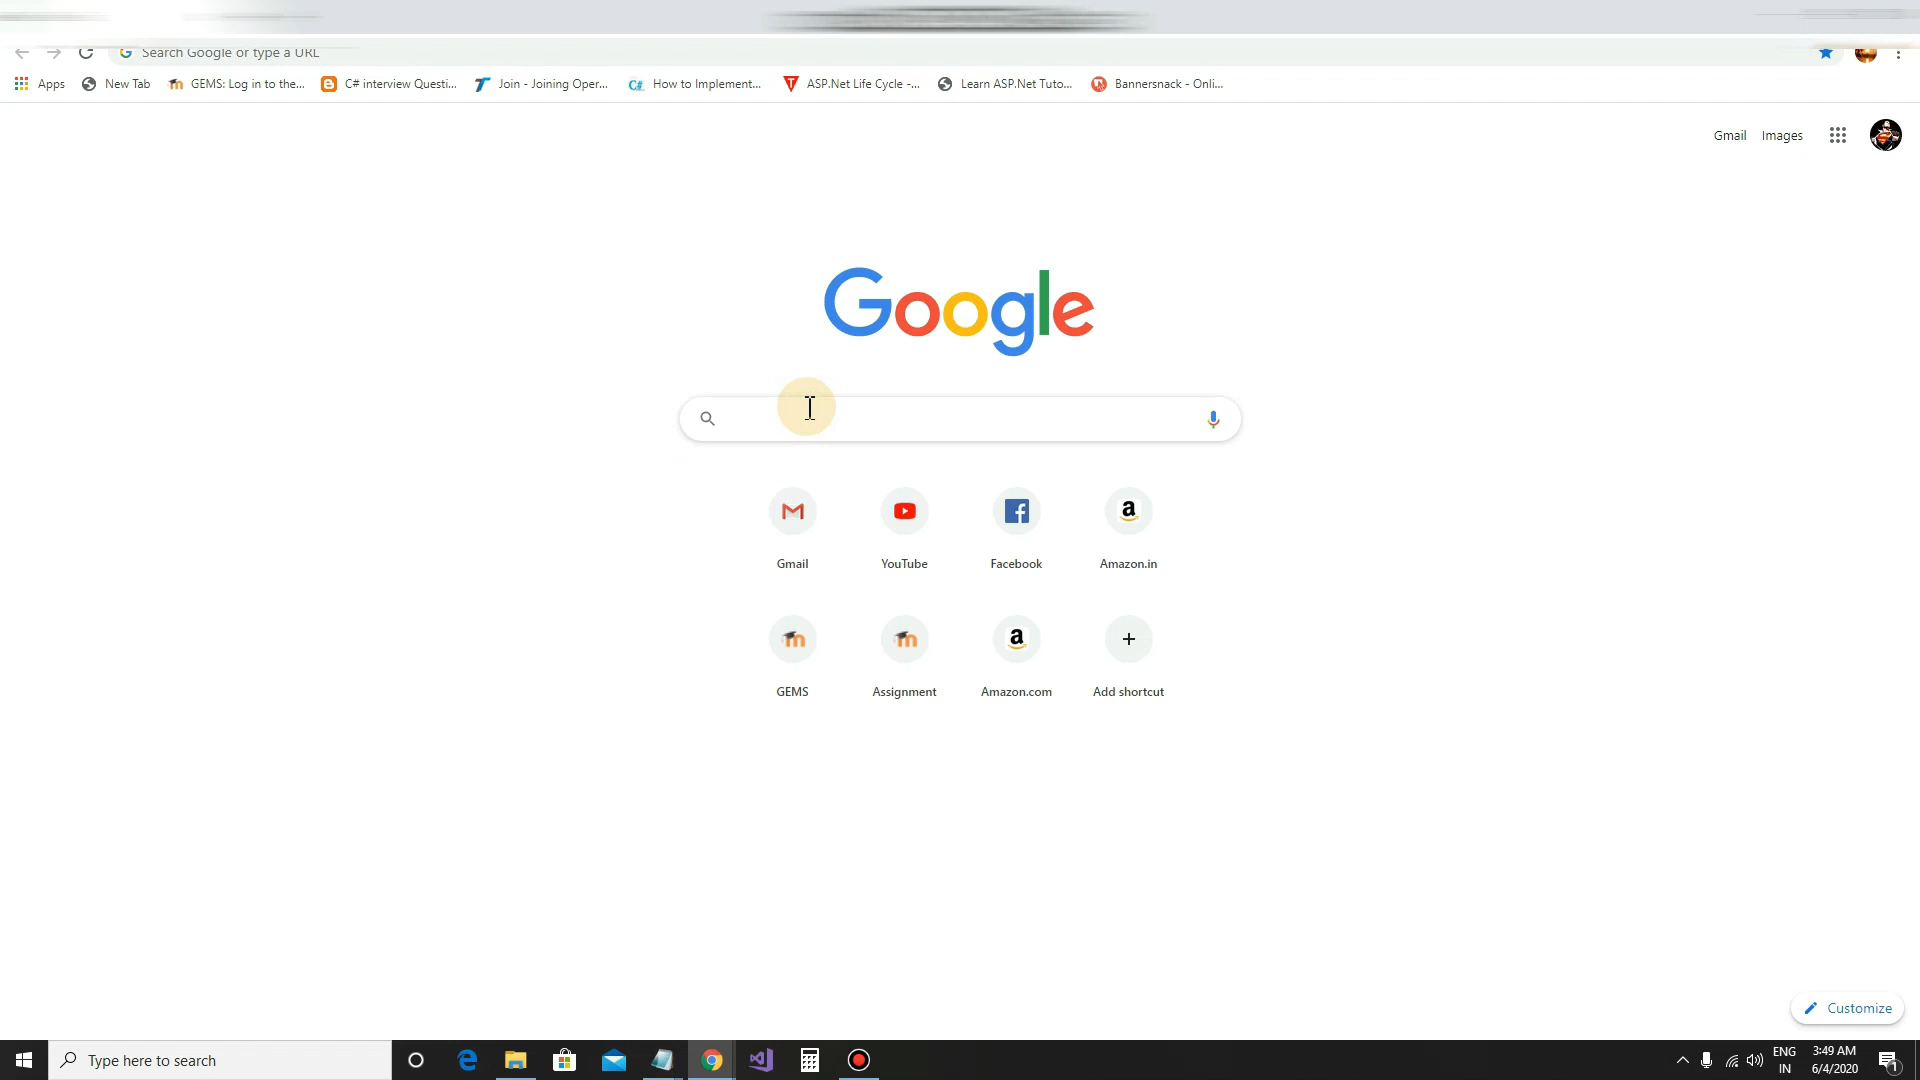 Search Google or type a URL
Apps New Tab GEMS: Log in to the... C# interview Questi... Join - Joining Oper... How to Implement... ASP.Net Life Cycle -... Learn ASP.Net Tuto... Bannersnack - Onli...
Gmail Images
Google
Gmail YouTube Facebook Amazon.in
GEMS Assignment Amazon.com Add shortcut
Customize
Type here to search
ENG 3:49 AM
IN 6/4/2020 1